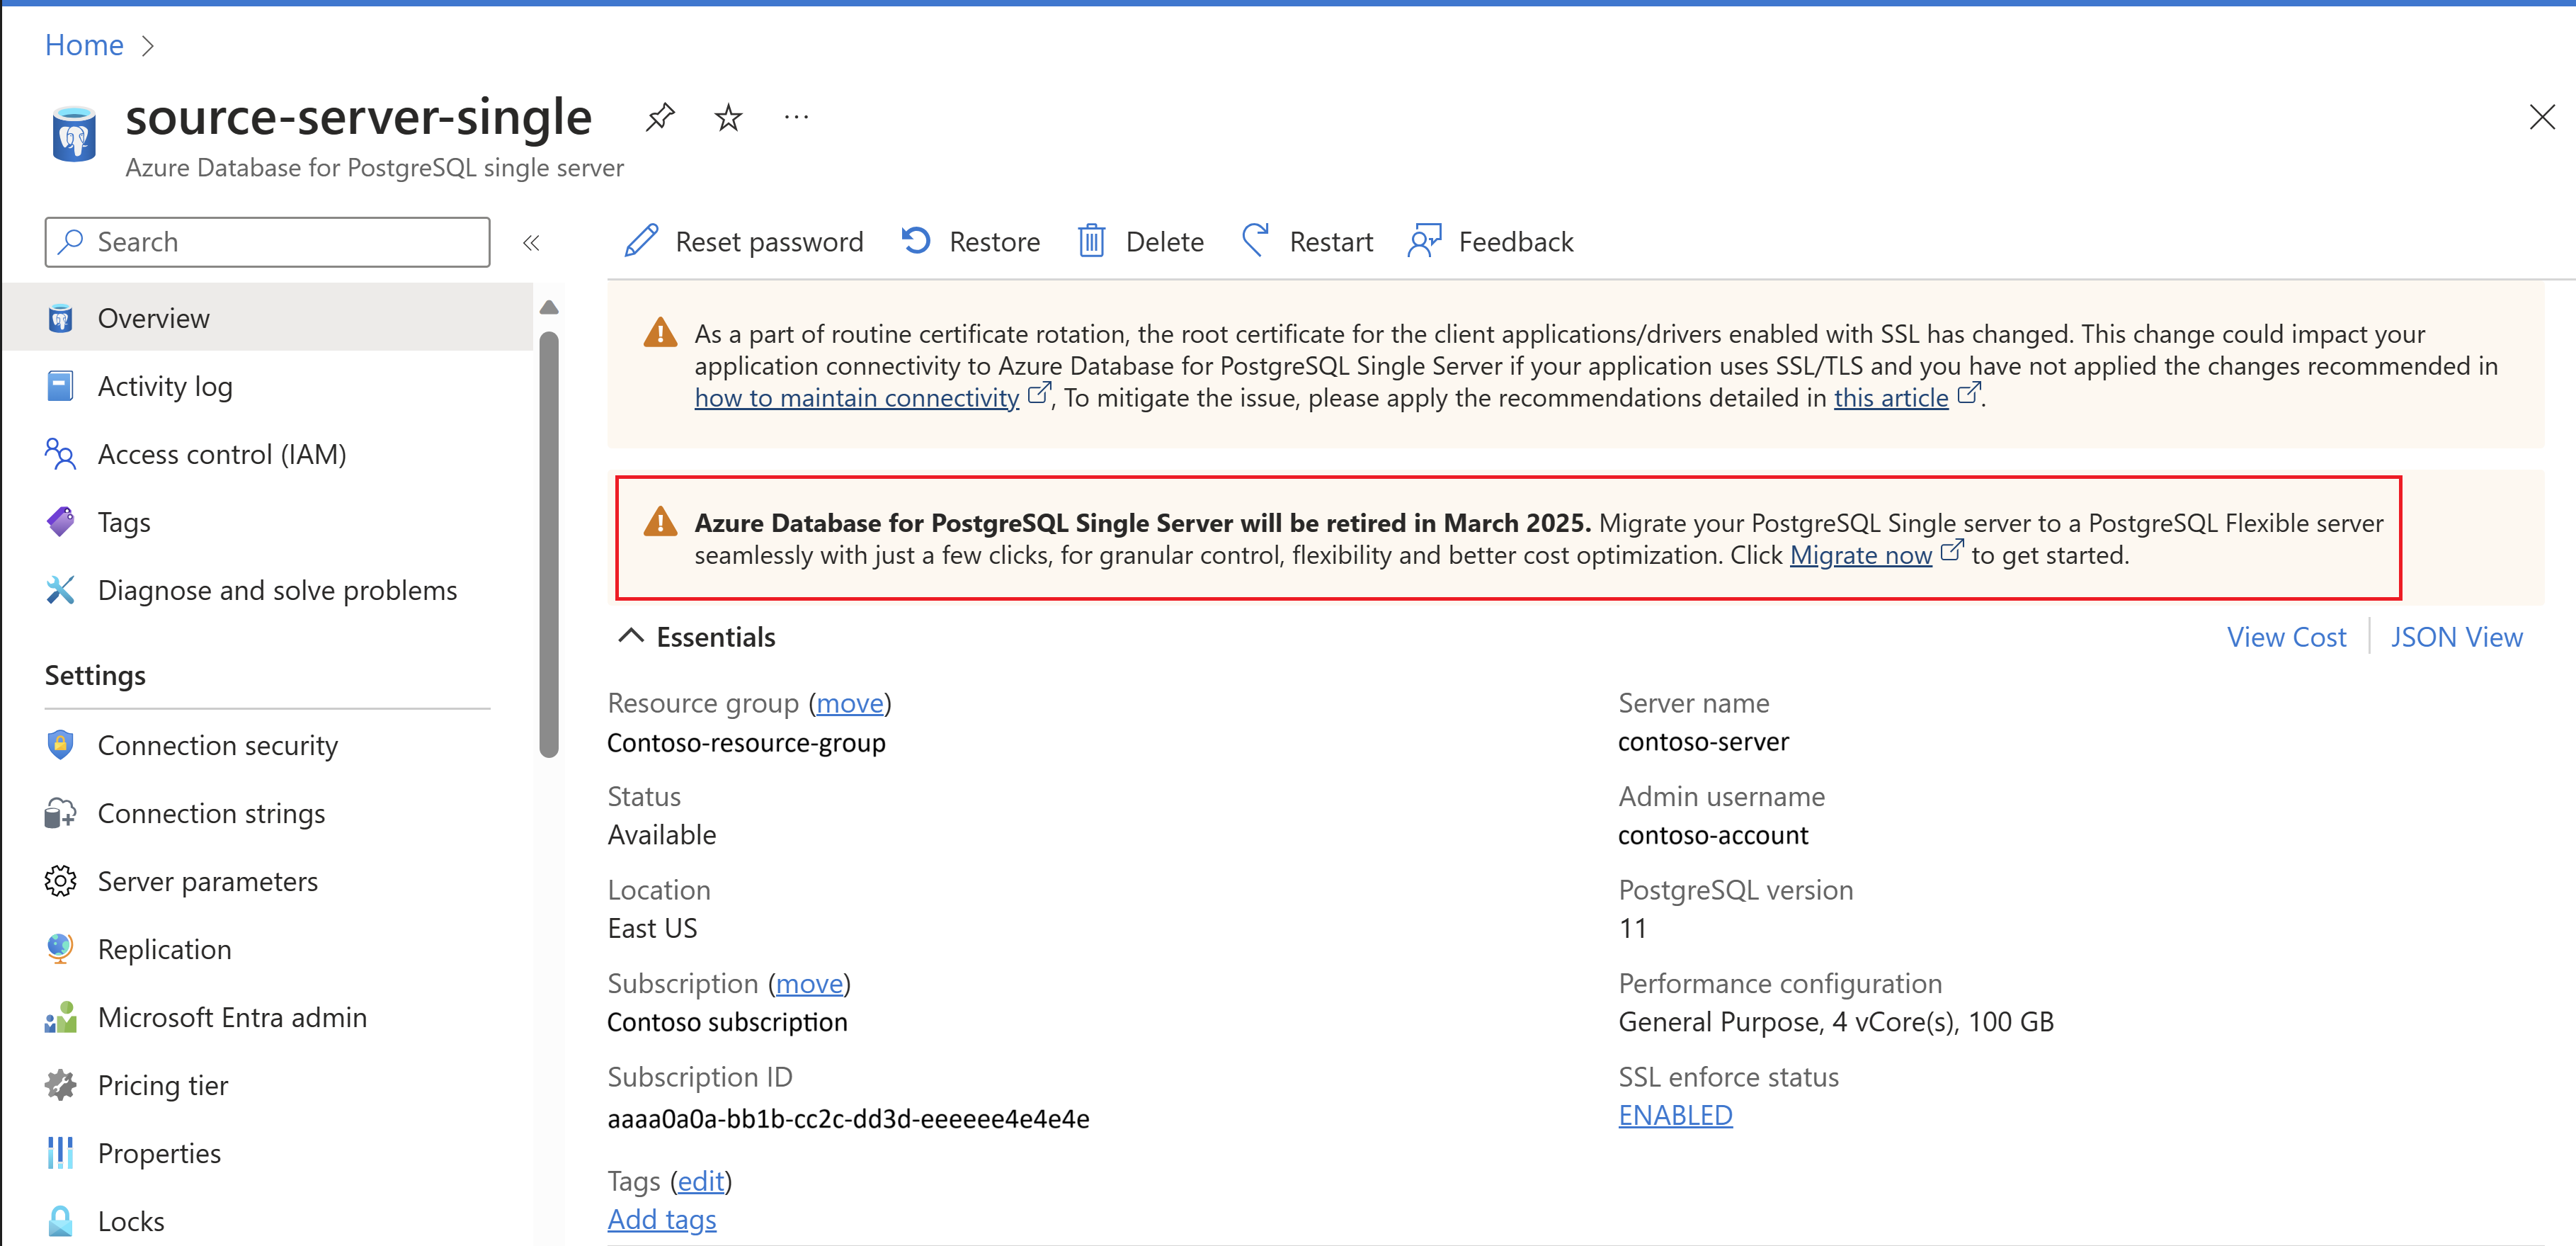 Home
source-server-single
Azure Database for PostgreSQL single server
Search
Reset password
Restore
Delete
Restart
Feedback
Overview
Activity log
Access control (IAM)
Tags
Diagnose and solve problems
Settings
Connection security
Connection strings
Server parameters
Replication
Microsoft Entra admin
Pricing tier
Properties
Locks
As a part of routine certificate rotation, the root certificate for the client applications/drivers enabled with SSL has changed. This change could impact your
application connectivity to Azure Database for PostgreSQL Single Server if your application uses SSL/TLS and you have not applied the changes recommended in
how to maintain connectivity , To mitigate the issue, please apply the recommendations detailed in this article .
Azure Database for PostgreSQL Single Server will be retired in March 2025. Migrate your PostgreSQL Single server to a PostgreSQL Flexible server
seamlessly with just a few clicks, for granular control, flexibility and better cost optimization. Click Migrate now to get started.
Essentials
View Cost
JSON View
Resource group (move)
Contoso-resource-group
Status
Available
Location
East US
Subscription (move)
Contoso subscription
Subscription ID
aaaa0a0a-bb1b-cc2c-dd3d-eeeeee4e4e4e
Tags (edit)
Add tags
Server name
contoso-server
Admin username
contoso-account
PostgreSQL version
11
Performance configuration
General Purpose, 4 vCore(s), 100 GB
SSL enforce status
ENABLED